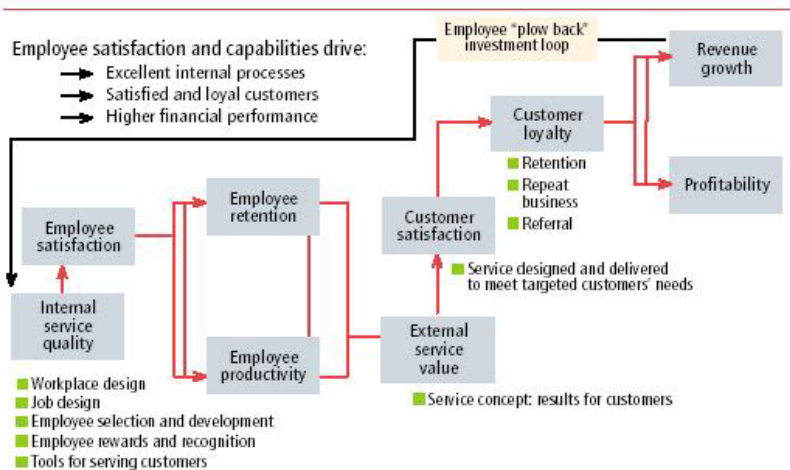 Employee satisfaction and capabilities drive:
Excellent internal processes
Satisfied and loyal customers
Higher financial performance
Employee “plow back”
investment loop
Revenue
growth
Customer
loyalty
Retention
Repeat
business
Referral
Profitability
Employee
retention
Employee
satisfaction
Customer
satisfaction
Service designed and delivered
to meet targeted customers’ needs
Internal
service
quality
Employee
productivity
External
service
value
Service concept: results for customers
Workplace design
Job design
Employee selection and development
Employee rewards and recognition
Tools for serving customers